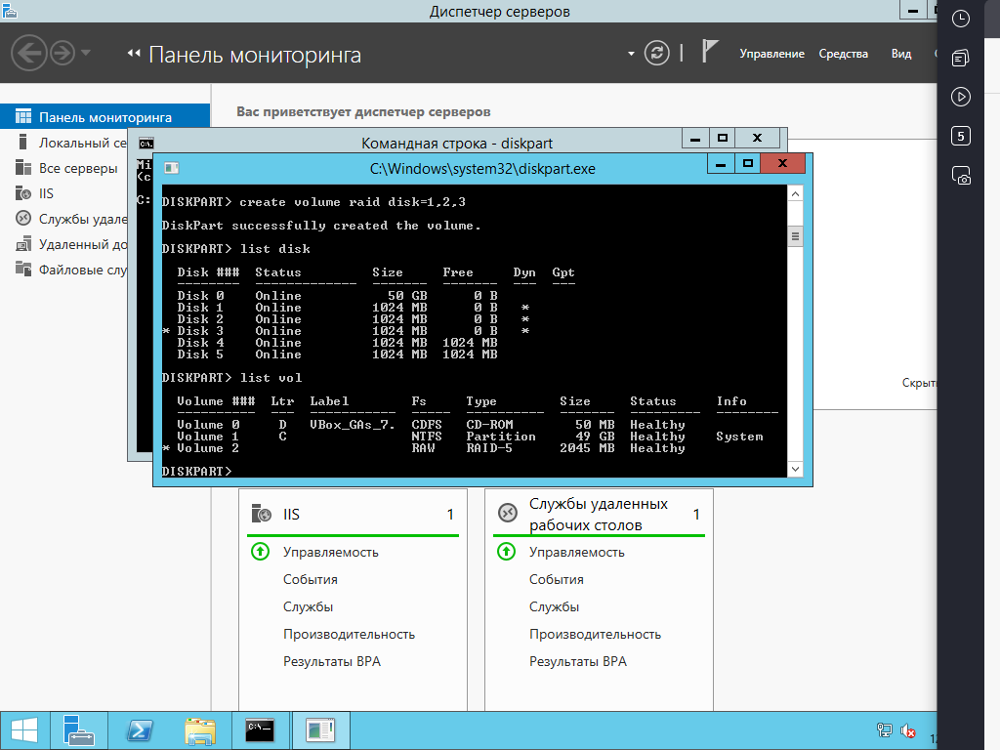 Диспетчер серверов
Панель мониторинга
Управление
Средства
Вид
Панель мониторинга
Локальный се
Все серверы
IIS
Службы удале
Удаленный до
Файловые слу
Вас приветствует диспетчер серверов
Командная строка - diskpart
Mi
<c
C:
C:\Windows\system32\diskpart.exe
DISKPART> create volume raid disk=1,2,3
DiskPart successfully created the volume.
DISKPART> list disk
Disk ### Status Size Free Dyn Gpt
-------- ------------- ------- ------- --- ---
Disk 0 Online 50 GB 0 B
Disk 1 Online 1024 MB 0 B *
Disk 2 Online 1024 MB 0 B *
* Disk 3 Online 1024 MB 0 B *
Disk 4 Online 1024 MB 1024 MB
Disk 5 Online 1024 MB 1024 MB
DISKPART> list vol
Volume ### Ltr Label Fs Type Size Status Info
---------- --- ----------- ----- ---------- ------- --------- --------
Volume 0 D VBox_GAs_7. CDFS CD-ROM 50 MB Healthy
Volume 1 C NTFS Partition 49 GB Healthy System
* Volume 2 RAW RAID-5 2045 MB Healthy
DISKPART>
Скрыт
IIS 1
Управляемость
События
Службы
Производительность
Результаты BPA
Службы удаленных
рабочих столов 1
Управляемость
События
Службы
Производительность
Результаты BPA
5